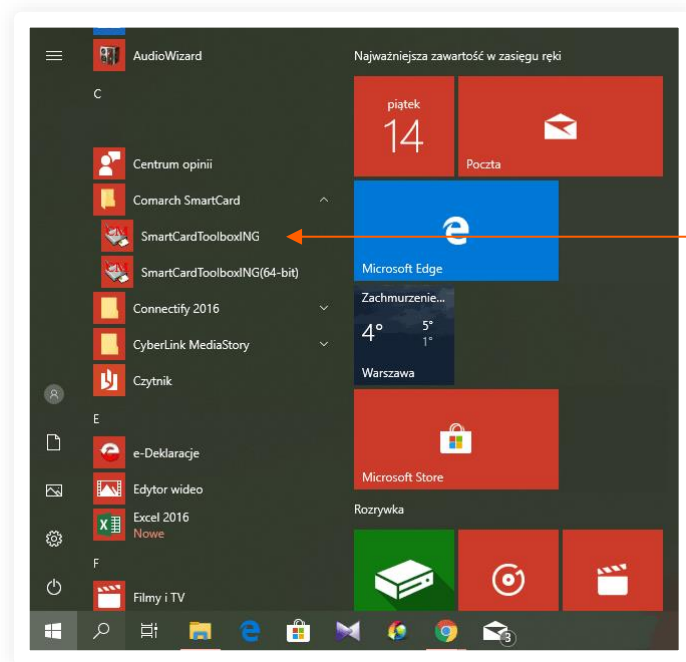 AudioWizard
C
Centrum opinii
Comarch SmartCard
SmartCardToolboxING
SmartCardToolboxING(64-bit)
Connectify 2016
CyberLink MediaStory
Czytnik
E
e-Deklaracje
Edytor wideo
Excel 2016
Nowe
F
Filmy i TV
Najważniejsza zawartość w zasięgu ręki
piątek
14
Poczta
Microsoft Edge
Zachmurzenie...
4° 5°
1°
Warszawa
Microsoft Store
Rozrywka
3